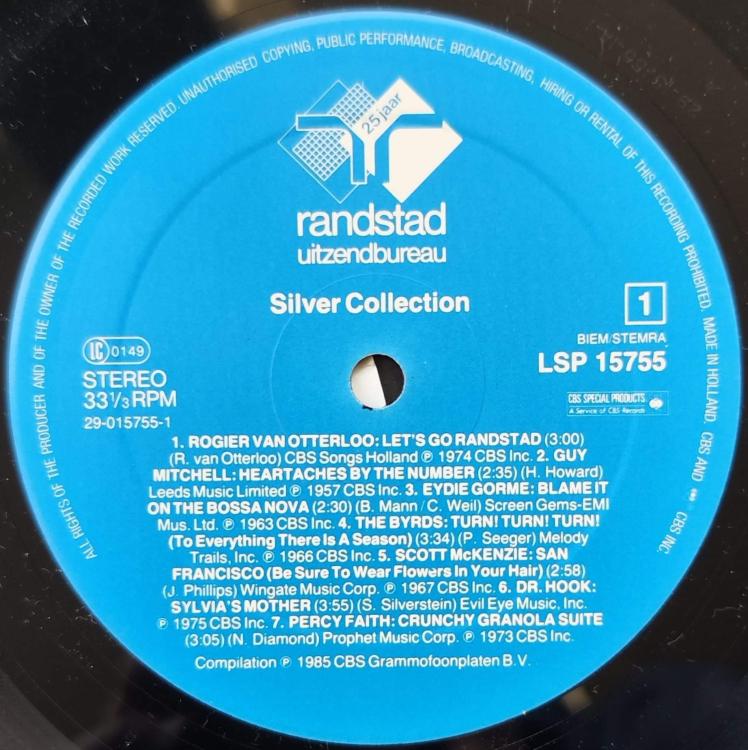 ALL RIGHTS OF THE PRODUCER AND OF THE OWNER OF THE RECORDED WORK RESERVED. UNAUTHORISED COPYING, PUBLIC PERFORMANCE, BROADCASTING, HIRING OR RENTAL OF THIS RECORDING PROHIBITED. MADE IN HOLLAND. CBS AND CBS INC.
25 jaar
randstad
uitzendbureau
Silver Collection
1
BIEM/STEMRA
LSP 15755
LC 0149
STEREO
33 1/3 RPM
29-015755-1
CBS SPECIAL PRODUCTS
A Service of CBS Records
1. ROGIER VAN OTTERLOO: LET'S GO RANDSTAD (3:00)
(R. van Otterloo) CBS Songs Holland ℗ 1974 CBS Inc. 2. GUY
MITCHELL: HEARTACHES BY THE NUMBER (2:35) (H. Howard)
Leeds Music Limited ℗ 1957 CBS Inc. 3. EYDIE GORME: BLAME IT
ON THE BOSSA NOVA (2:30) (B. Mann / C. Weil) Screen Gems-EMI
Mus. Ltd. ℗ 1963 CBS Inc. 4. THE BYRDS: TURN! TURN! TURN!
(To Everything There Is A Season) (3:34) (P. Seeger) Melody
Trails, Inc. ℗ 1966 CBS Inc. 5. SCOTT McKENZIE: SAN
FRANCISCO (Be Sure To Wear Flowers In Your Hair) (2:58)
(J. Phillips) Wingate Music Corp. ℗ 1967 CBS Inc. 6. DR. HOOK:
SYLVIA'S MOTHER (3:55) (S. Silverstein) Evil Eye Music, Inc.
℗ 1975 CBS Inc. 7. PERCY FAITH: CRUNCHY GRANOLA SUITE
(3:05) (N. Diamond) Prophet Music Corp. ℗ 1973 CBS Inc.
Compilation ℗ 1985 CBS Grammofoonplaten B.V.